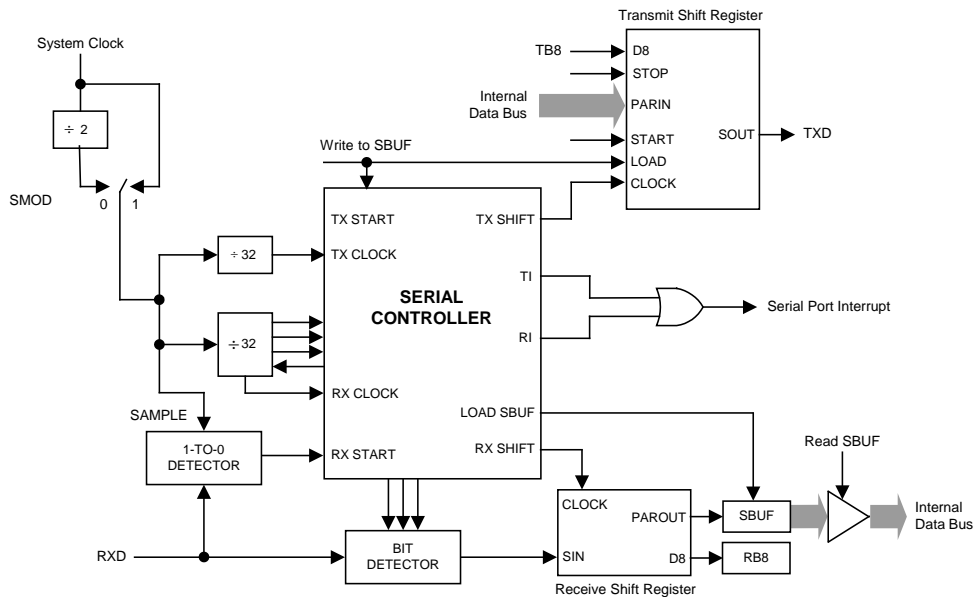 Transmit Shift Register
System Clock
TB8
D8
STOP
÷ 2
Internal
Data Bus
PARIN
SOUT
TXD
START
Write to SBUF
LOAD
CLOCK
SMOD
0
1
TX START
TX SHIFT
÷ 32
TX CLOCK
TI
SERIAL
CONTROLLER
Serial Port Interrupt
÷ 32
RI
RX CLOCK
SAMPLE
LOAD SBUF
1-TO-0
DETECTOR
RX START
RX SHIFT
Read SBUF
CLOCK
PAROUT
SBUF
Internal
Data Bus
RXD
BIT
DETECTOR
SIN
D8
RB8
Receive Shift Register